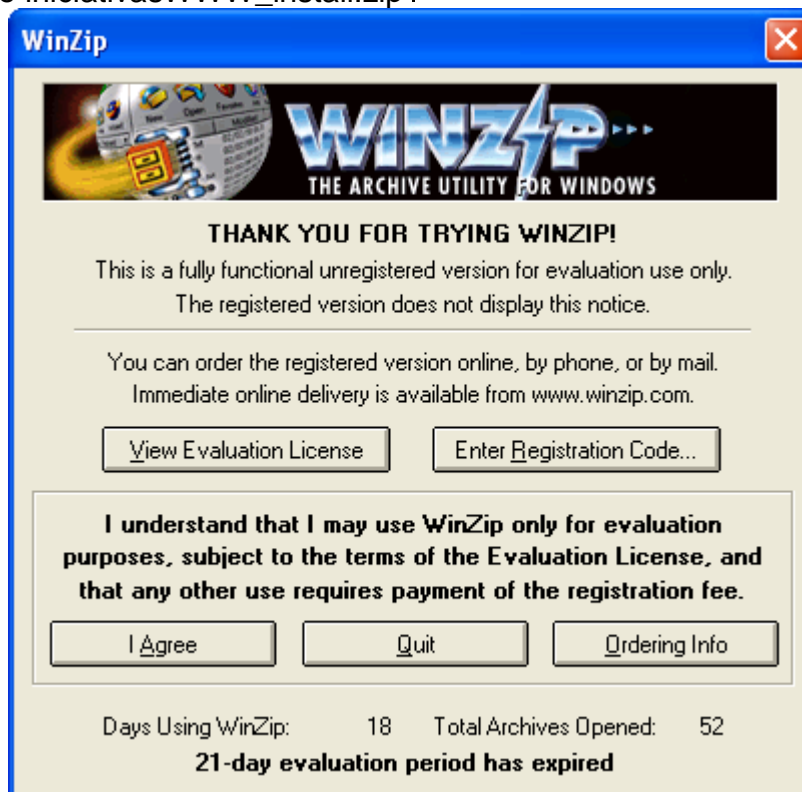 WinZip
WINZIP
THE ARCHIVE UTILITY FOR WINDOWS
THANK YOU FOR TRYING WINZIP!
This is a fully functional unregistered version for evaluation use only.
The registered version does not display this notice.
You can order the registered version online, by phone, or by mail.
Immediate online delivery is available from www.winzip.com.
View Evaluation License Enter Registration Code...
I understand that I may use WinZip only for evaluation
purposes, subject to the terms of the Evaluation License, and
that any other use requires payment of the registration fee.
I Agree Quit Ordering Info
Days Using WinZip: 18 Total Archives Opened: 52
21-day evaluation period has expired